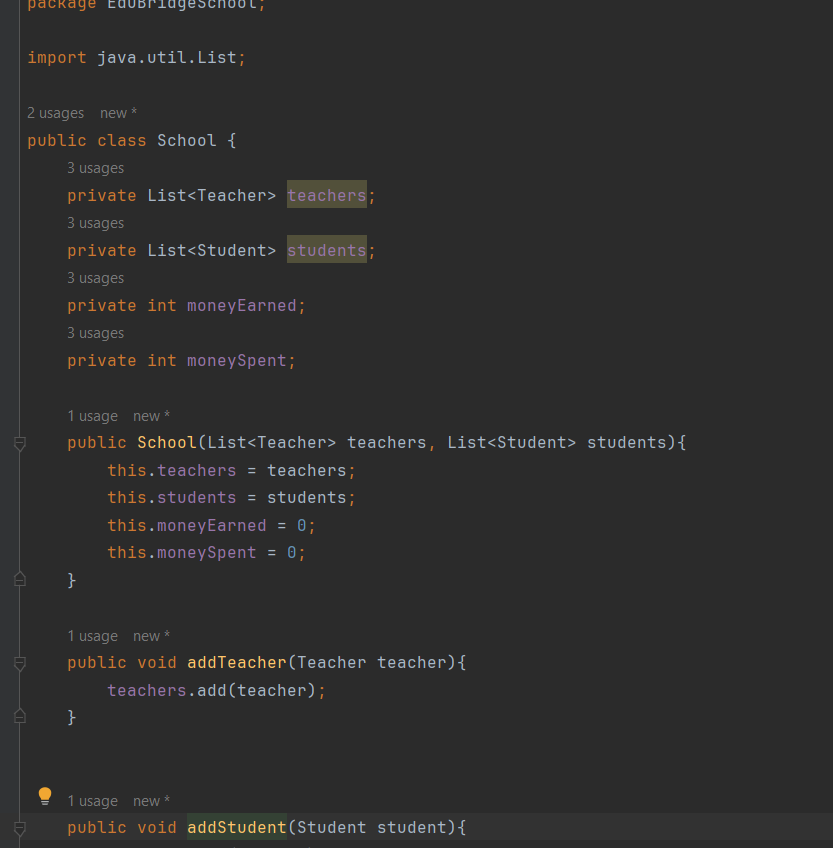 package EduBridgeSchool;
import java.util.List;
2 usages new *
public class School {
3 usages
private List<Teacher> teachers;
3 usages
private List<Student> students;
3 usages
private int moneyEarned;
3 usages
private int moneySpent;
1 usage new *
public School(List<Teacher> teachers, List<Student> students){
this.teachers = teachers;
this.students = students;
this.moneyEarned = 0;
this.moneySpent = 0;
}
1 usage new *
public void addTeacher(Teacher teacher){
teachers.add(teacher);
}
1 usage new *
public void addStudent(Student student){